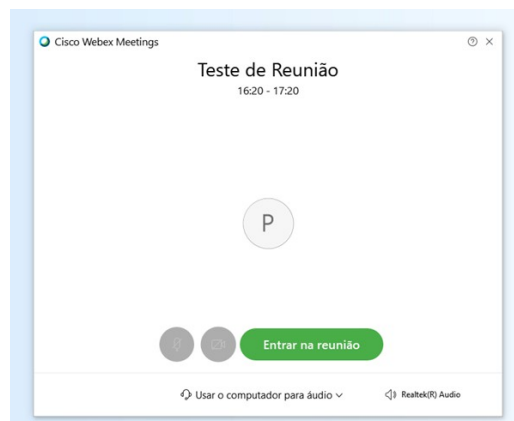 Cisco Webex Meetings
Teste de Reunião
16:20 - 17:20
P
Entrar na reunião
Usar o computador para áudio
Realtek(R) Audio